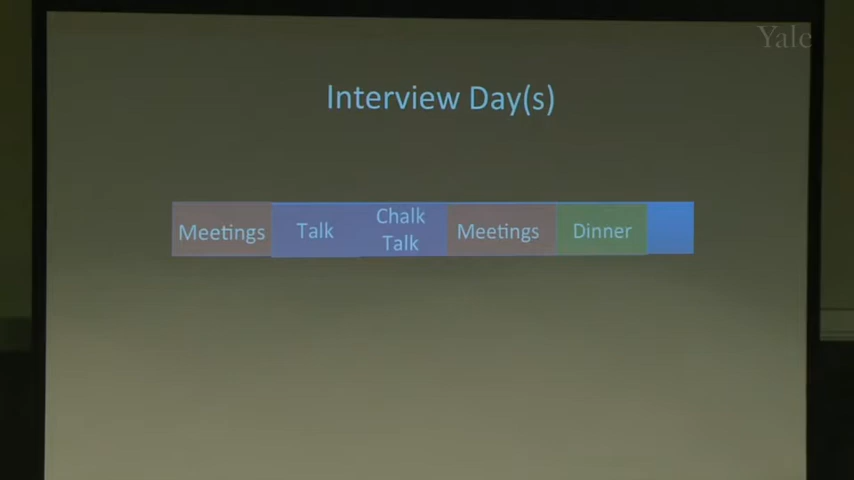 Yale
Interview Day(s)
Meetings
Talk
Chalk
Talk
Meetings
Dinner